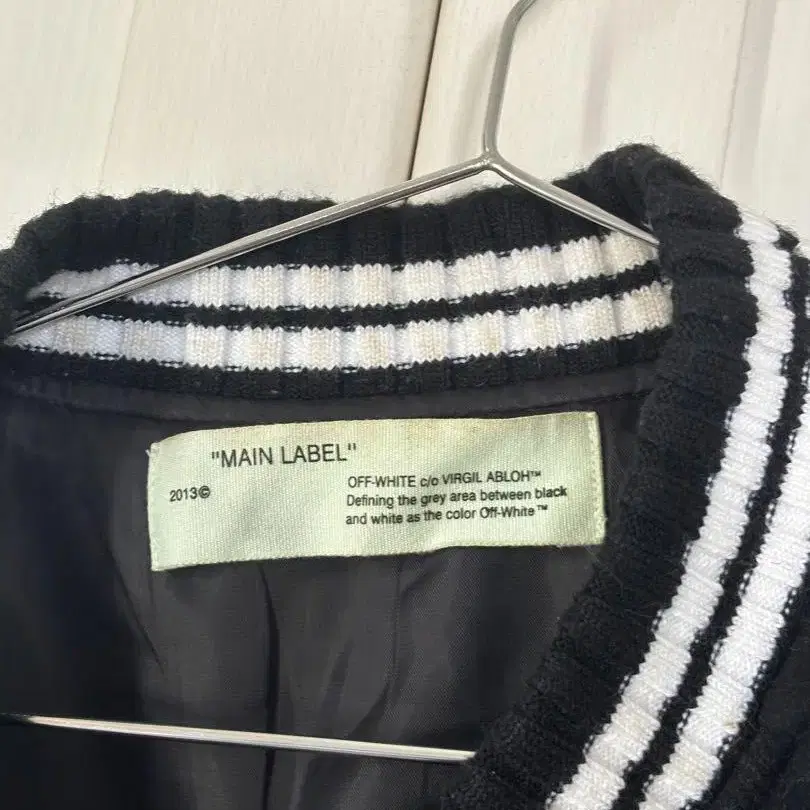 "MAIN LABEL"
2013©
OFF-WHITE c/o VIRGIL ABLOH™
Defining the grey area between black
and white as the color Off-White™